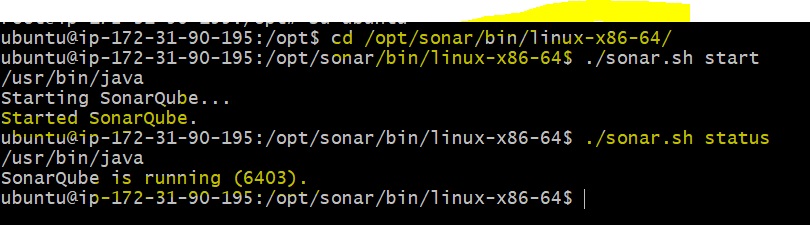 ubuntu@ip-172-31-90-195:/opt$ cd /opt/sonar/bin/linux-x86-64/
ubuntu@ip-172-31-90-195:/opt/sonar/bin/linux-x86-64$ ./sonar.sh start
/usr/bin/java
Starting SonarQube...
Started SonarQube.
ubuntu@ip-172-31-90-195:/opt/sonar/bin/linux-x86-64$ ./sonar.sh status
/usr/bin/java
SonarQube is running (6403).
ubuntu@ip-172-31-90-195:/opt/sonar/bin/linux-x86-64$